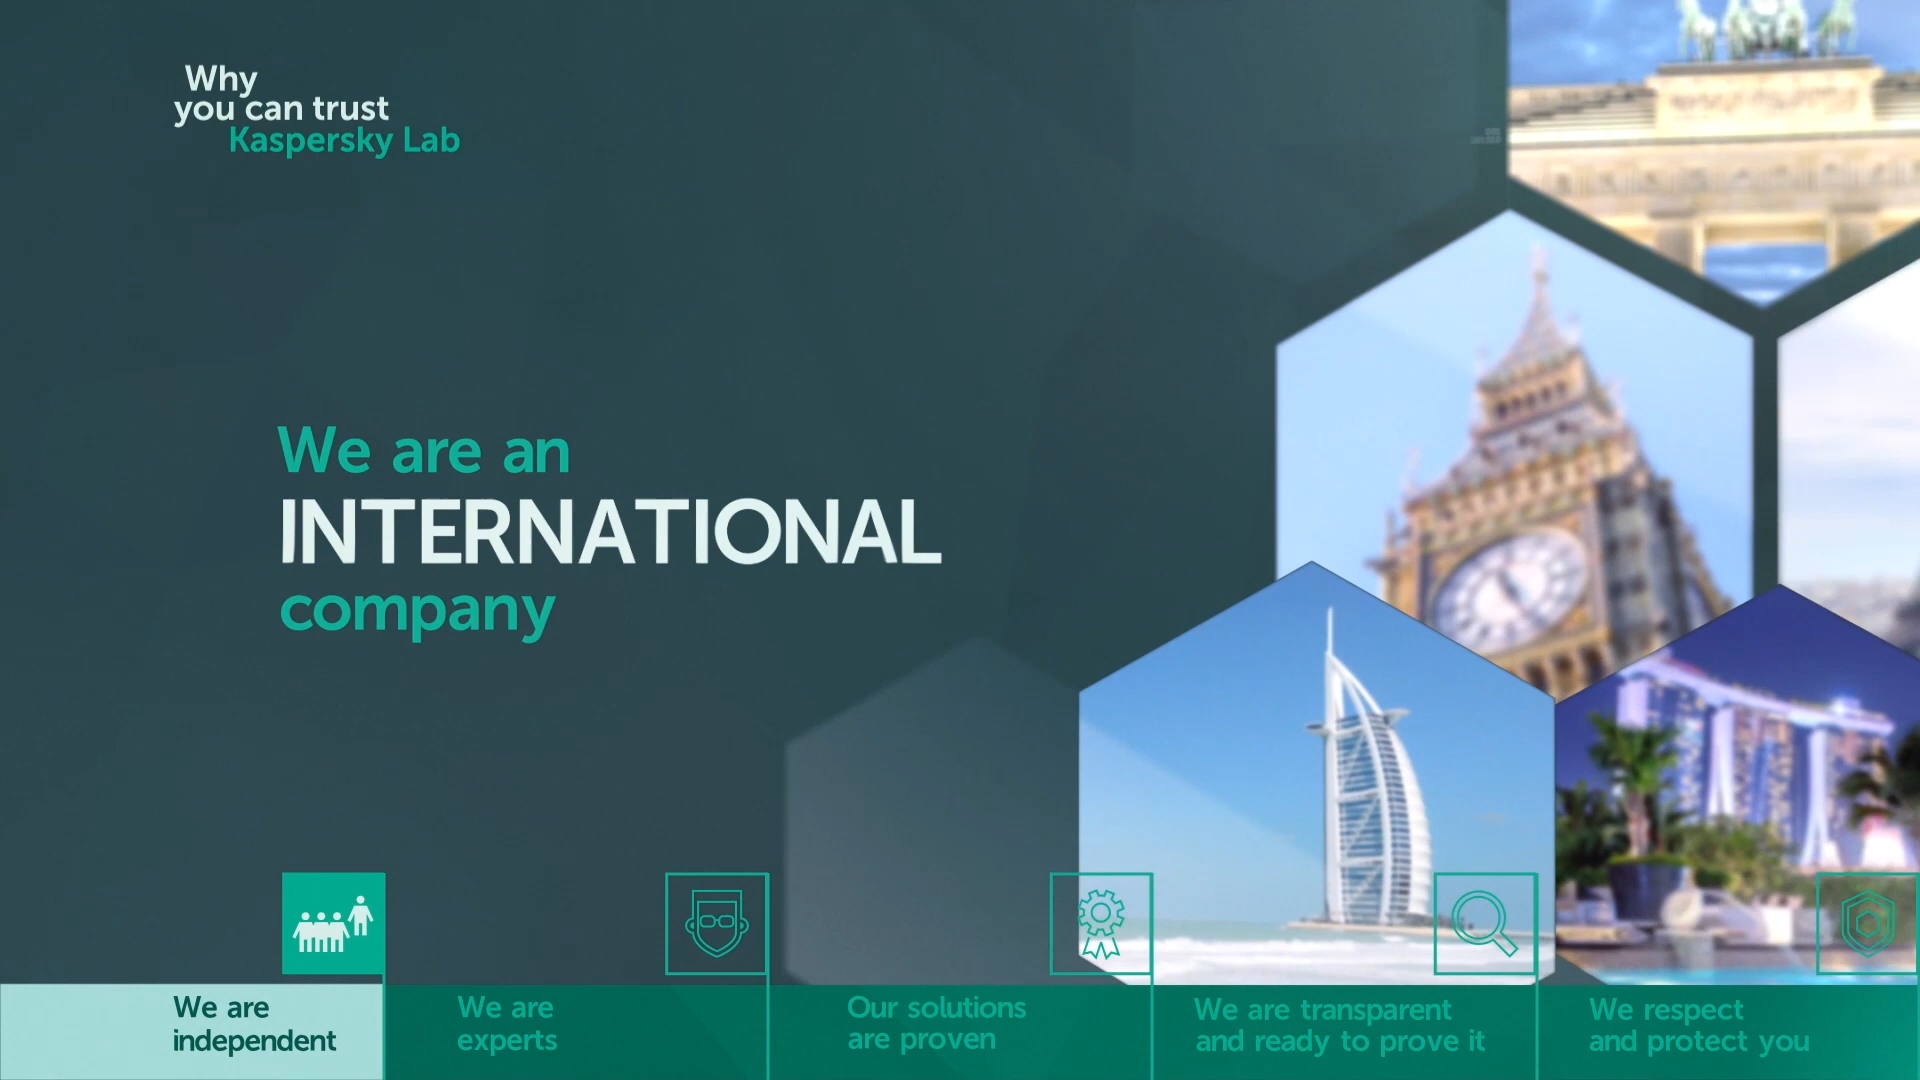 Why
you can trust
Kaspersky Lab
We are an
INTERNATIONAL
company
We are
independent
We are
experts
Our solutions
are proven
We are transparent
and ready to prove it
We respect
and protect you